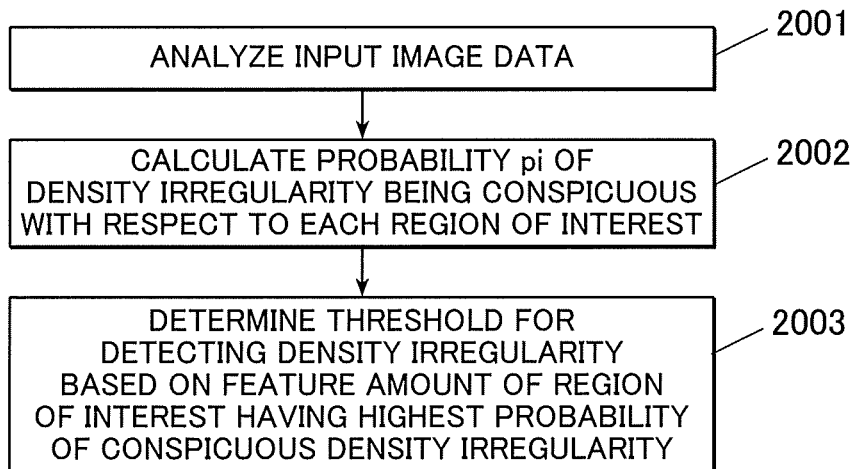 2001
ANALYZE INPUT IMAGE DATA
2002
CALCULATE PROBABILITY pi OF
DENSITY IRREGULARITY BEING CONSPICUOUS
WITH RESPECT TO EACH REGION OF INTEREST
2003
DETERMINE THRESHOLD FOR
DETECTING DENSITY IRREGULARITY
BASED ON FEATURE AMOUNT OF REGION
OF INTEREST HAVING HIGHEST PROBABILITY
OF CONSPICUOUS DENSITY IRREGULARITY